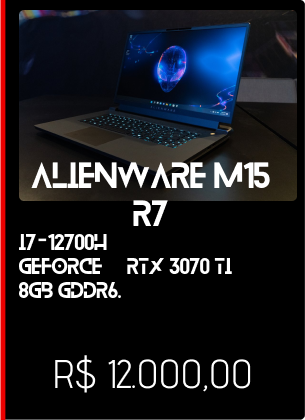 ALIENWARE M15
R7
I7-12700H
GEFORCE RTX 3070 TI
8GB GDDR6.
R$ 12.000,00